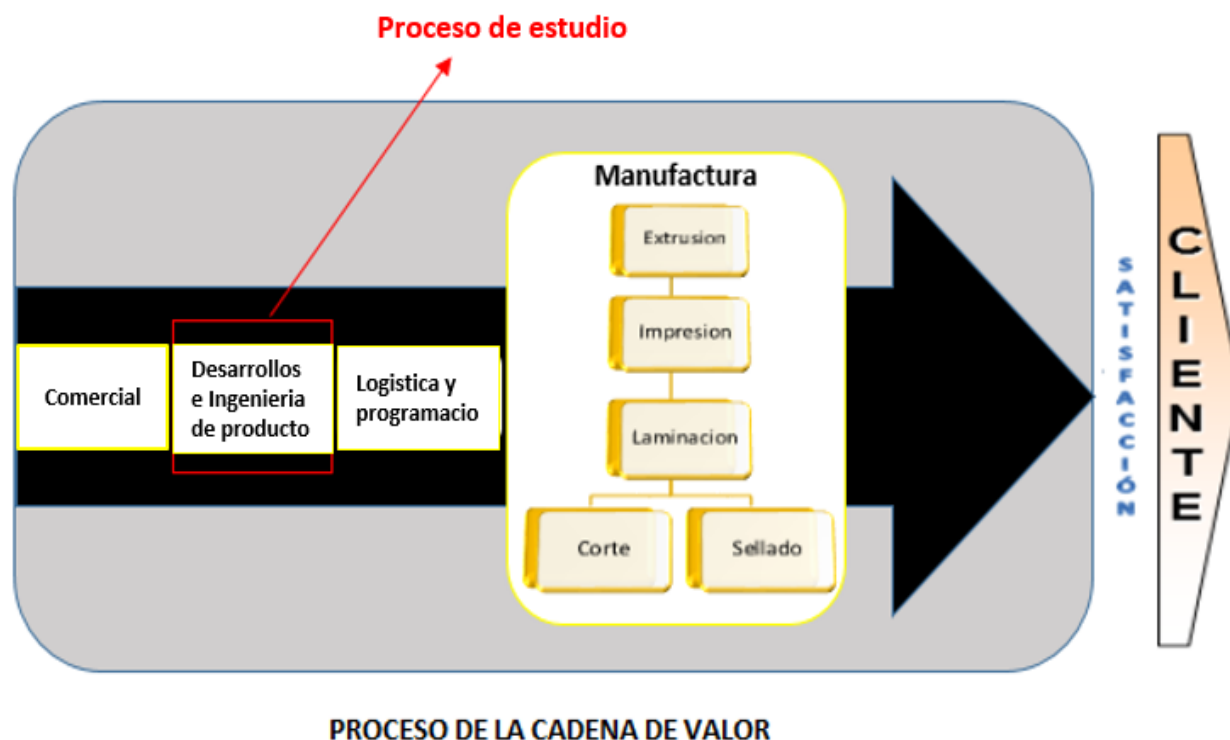 Proceso de estudio
Manufactura
Extrusion
Impresion
Laminacion
Corte
Sellado
Comercial
Desarrollos
e Ingenieria
de producto
Logistica y
programacio
SATISFACCIÓN
CLIENTE
PROCESO DE LA CADENA DE VALOR